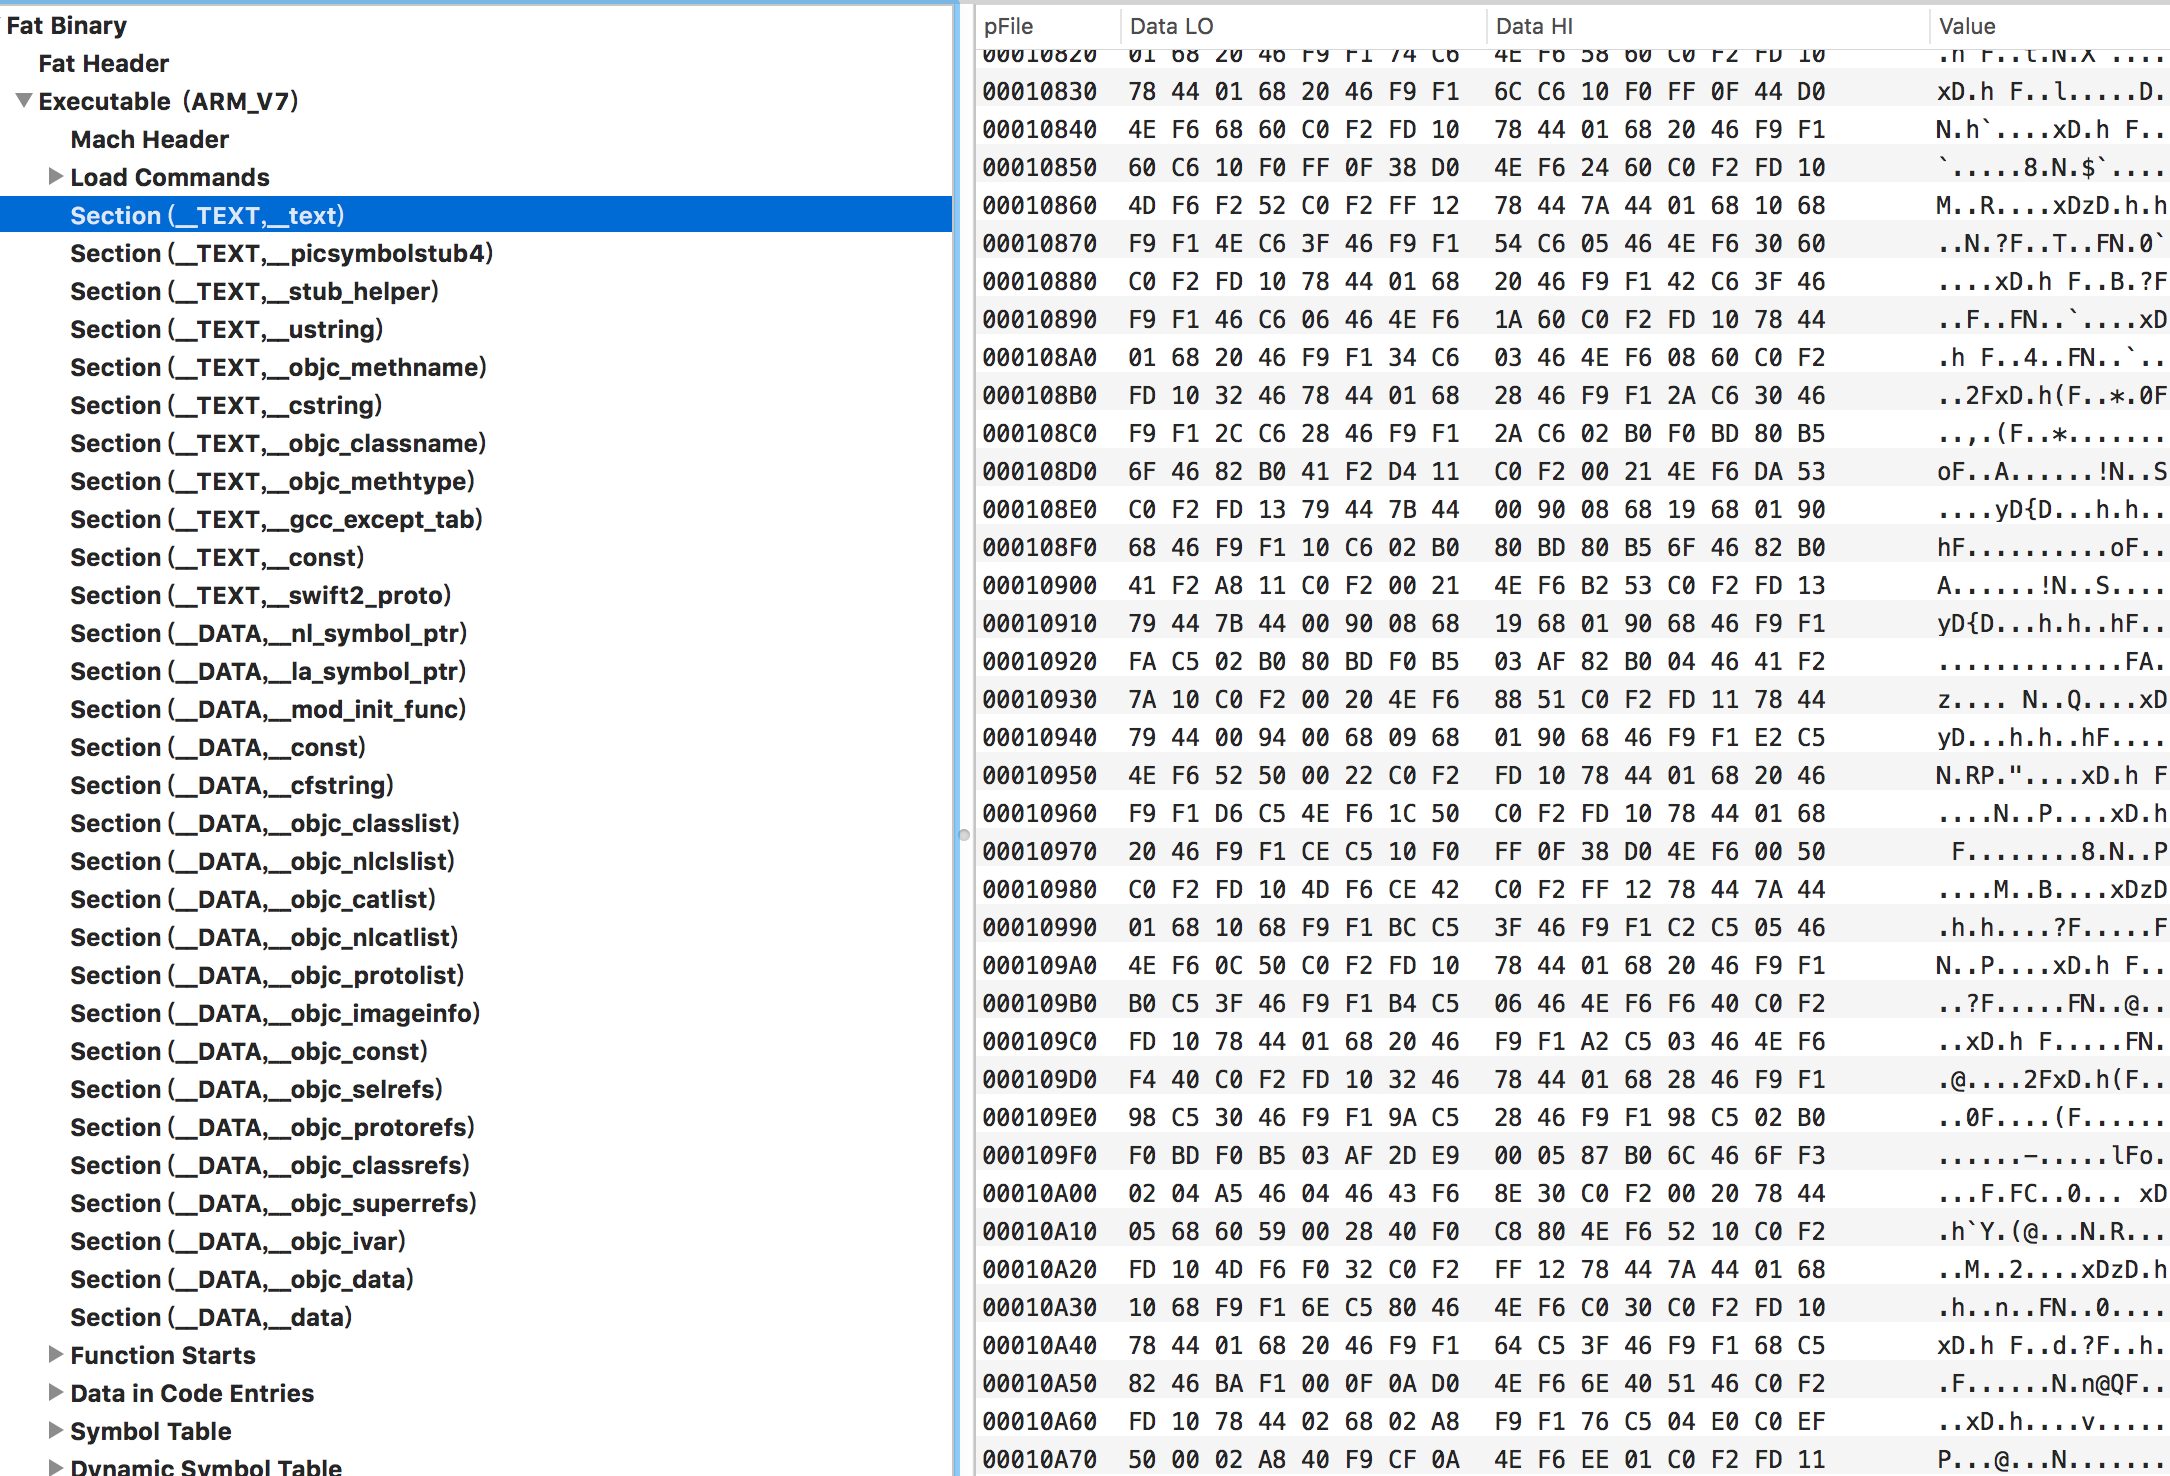 Fat Binary
Fat Header
Executable (ARM_V7)
Mach Header
Load Commands
Section (__TEXT,__text)
Section (__TEXT,__picsymbolstub4)
Section (__TEXT,__stub_helper)
Section (__TEXT,__ustring)
Section (__TEXT,__objc_methname)
Section (__TEXT,__cstring)
Section (__TEXT,__objc_classname)
Section (__TEXT,__objc_methtype)
Section (__TEXT,__gcc_except_tab)
Section (__TEXT,__const)
Section (__TEXT,__swift2_proto)
Section (__DATA,__nl_symbol_ptr)
Section (__DATA,__la_symbol_ptr)
Section (__DATA,__mod_init_func)
Section (__DATA,__const)
Section (__DATA,__cfstring)
Section (__DATA,__objc_classlist)
Section (__DATA,__objc_nlclslist)
Section (__DATA,__objc_catlist)
Section (__DATA,__objc_nlcatlist)
Section (__DATA,__objc_protolist)
Section (__DATA,__objc_imageinfo)
Section (__DATA,__objc_const)
Section (__DATA,__objc_selrefs)
Section (__DATA,__objc_protorefs)
Section (__DATA,__objc_classrefs)
Section (__DATA,__objc_superrefs)
Section (__DATA,__objc_ivar)
Section (__DATA,__objc_data)
Section (__DATA,__data)
Function Starts
Data in Code Entries
Symbol Table
Dynamic Symbol Table
pFile Data LO Data HI Value
00010820 01 68 20 46 F9 F1 74 C6 4E F6 58 60 C0 F2 FD 10 .h F..t.N.X`....
00010830 78 44 01 68 20 46 F9 F1 6C C6 10 F0 FF 0F 44 D0 xD.h F..l.....D.
00010840 4E F6 68 60 C0 F2 FD 10 78 44 01 68 20 46 F9 F1 N.h`....xD.h F..
00010850 60 C6 10 F0 FF 0F 38 D0 4E F6 24 60 C0 F2 FD 10 `.....8.N.$`....
00010860 4D F6 F2 52 C0 F2 FF 12 78 44 7A 44 01 68 10 68 M..R....xDzD.h.h
00010870 F9 F1 4E C6 3F 46 F9 F1 54 C6 05 46 4E F6 30 60 ..N.?F..T..FN.0`
00010880 C0 F2 FD 10 78 44 01 68 20 46 F9 F1 42 C6 3F 46 ....xD.h F..B.?F
00010890 F9 F1 46 C6 06 46 4E F6 1A 60 C0 F2 FD 10 78 44 ..F..FN..`....xD
000108A0 01 68 20 46 F9 F1 34 C6 03 46 4E F6 08 60 C0 F2 .h F..4..FN..`..
000108B0 FD 10 32 46 78 44 01 68 28 46 F9 F1 2A C6 30 46 ..2FxD.h(F..*.0F
000108C0 F9 F1 2C C6 28 46 F9 F1 2A C6 02 B0 F0 BD 80 B5 ..,.(F..*.......
000108D0 6F 46 82 B0 41 F2 D4 11 C0 F2 00 21 4E F6 DA 53 oF..A......!N..S
000108E0 C0 F2 FD 13 79 44 7B 44 00 90 08 68 19 68 01 90 ....yD{D...h.h..
000108F0 68 46 F9 F1 10 C6 02 B0 80 BD 80 B5 6F 46 82 B0 hF..........oF..
00010900 41 F2 A8 11 C0 F2 00 21 4E F6 B2 53 C0 F2 FD 13 A......!N..S....
00010910 79 44 7B 44 00 90 08 68 19 68 01 90 68 46 F9 F1 yD{D...h.h..hF..
00010920 FA C5 02 B0 80 BD F0 B5 03 AF 82 B0 04 46 41 F2 .............FA.
00010930 7A 10 C0 F2 00 20 4E F6 88 51 C0 F2 FD 11 78 44 z.... N..Q....xD
00010940 79 44 00 94 00 68 09 68 01 90 68 46 F9 F1 E2 C5 yD...h.h..hF....
00010950 4E F6 52 50 00 22 C0 F2 FD 10 78 44 01 68 20 46 N.RP."....xD.h F
00010960 F9 F1 D6 C5 4E F6 1C 50 C0 F2 FD 10 78 44 01 68 ....N..P....xD.h
00010970 20 46 F9 F1 CE C5 10 F0 FF 0F 38 D0 4E F6 00 50 F........8.N..P
00010980 C0 F2 FD 10 4D F6 CE 42 C0 F2 FF 12 78 44 7A 44 ....M..B....xDzD
00010990 01 68 10 68 F9 F1 BC C5 3F 46 F9 F1 C2 C5 05 46 .h.h....?F.....F
000109A0 4E F6 0C 50 C0 F2 FD 10 78 44 01 68 20 46 F9 F1 N..P....xD.h F..
000109B0 B0 C5 3F 46 F9 F1 B4 C5 06 46 4E F6 F6 40 C0 F2 ..?F.....FN..@..
000109C0 FD 10 78 44 01 68 20 46 F9 F1 A2 C5 03 46 4E F6 ..xD.h F.....FN.
000109D0 F4 40 C0 F2 FD 10 32 46 78 44 01 68 28 46 F9 F1 .@....2FxD.h(F..
000109E0 98 C5 30 46 F9 F1 9A C5 28 46 F9 F1 98 C5 02 B0 ..0F....(F......
000109F0 F0 BD F0 B5 03 AF 2D E9 00 05 87 B0 6C 46 6F F3 ......-.....lFo.
00010A00 02 04 A5 46 04 46 43 F6 8E 30 C0 F2 00 20 78 44 ...F.FC..0... xD
00010A10 05 68 60 59 00 28 40 F0 C8 80 4E F6 52 10 C0 F2 .h`Y.(@...N.R...
00010A20 FD 10 4D F6 F0 32 C0 F2 FF 12 78 44 7A 44 01 68 ..M..2....xDzD.h
00010A30 10 68 F9 F1 6E C5 80 46 4E F6 C0 30 C0 F2 FD 10 .h..n..FN..0....
00010A40 78 44 01 68 20 46 F9 F1 64 C5 3F 46 F9 F1 68 C5 xD.h F..d.?F..h.
00010A50 82 46 BA F1 00 0F 0A D0 4E F6 6E 40 51 46 C0 F2 .F......N.n@QF..
00010A60 FD 10 78 44 02 68 02 A8 F9 F1 76 C5 04 E0 C0 EF ..xD.h....v.....
00010A70 50 00 02 A8 40 F9 CF 0A 4E F6 EE 01 C0 F2 FD 11 P...@...N.......